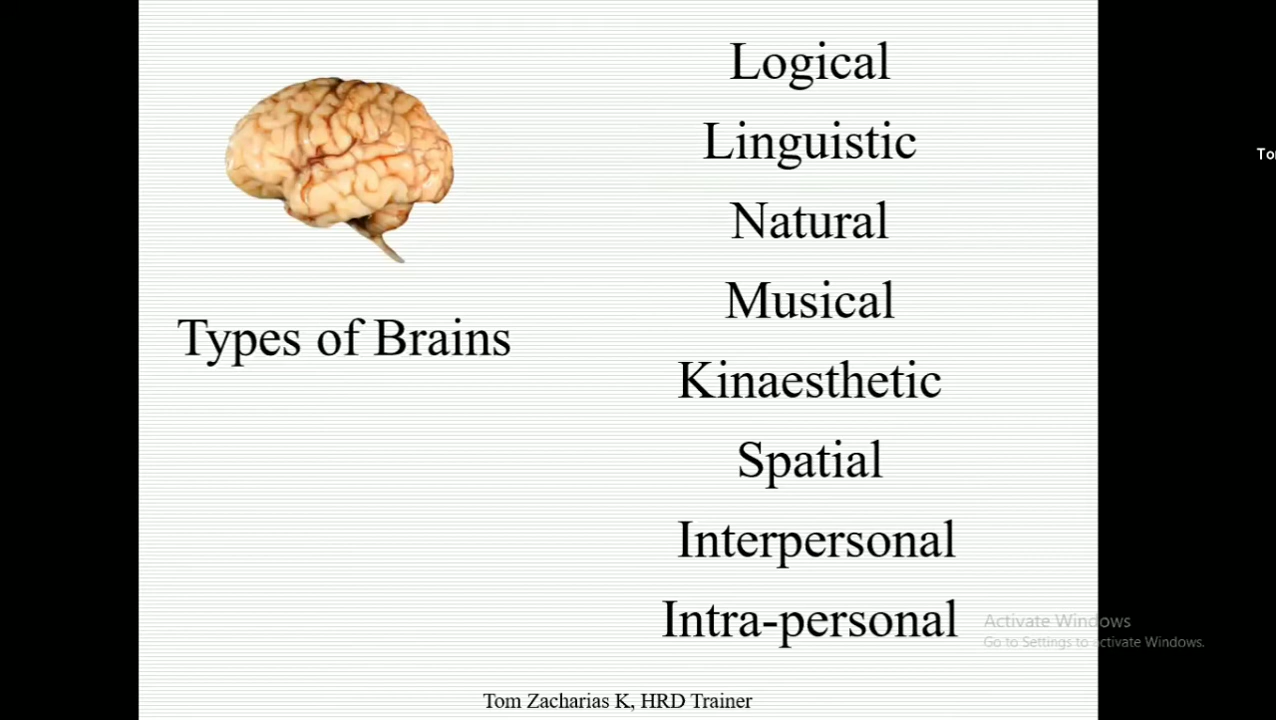 Logical
Linguistic
Natural
Musical
Kinaesthetic
Spatial
Interpersonal
Intra-personal
Types of Brains
Activate Windows
Go to Settings to activate Windows.
Tom Zacharias K, HRD Trainer